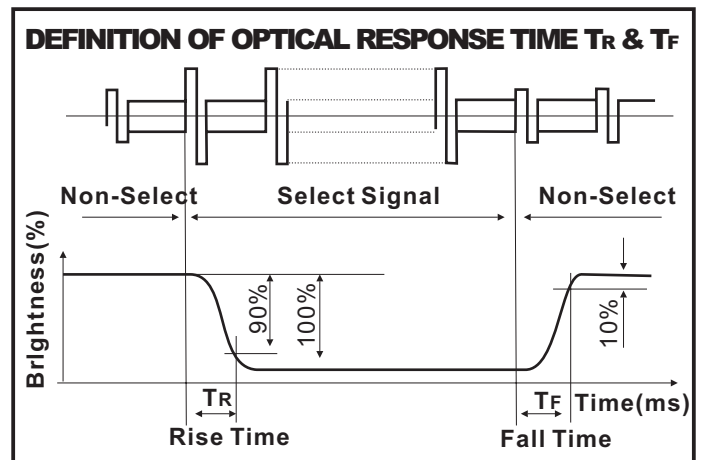 DEFINITION OF OPTICAL RESPONSE TIME TR & TF
Non-Select
Select Signal
Non-Select
Brightness(%)
90%
100%
10%
TR
TF
Time(ms)
Rise Time
Fall Time